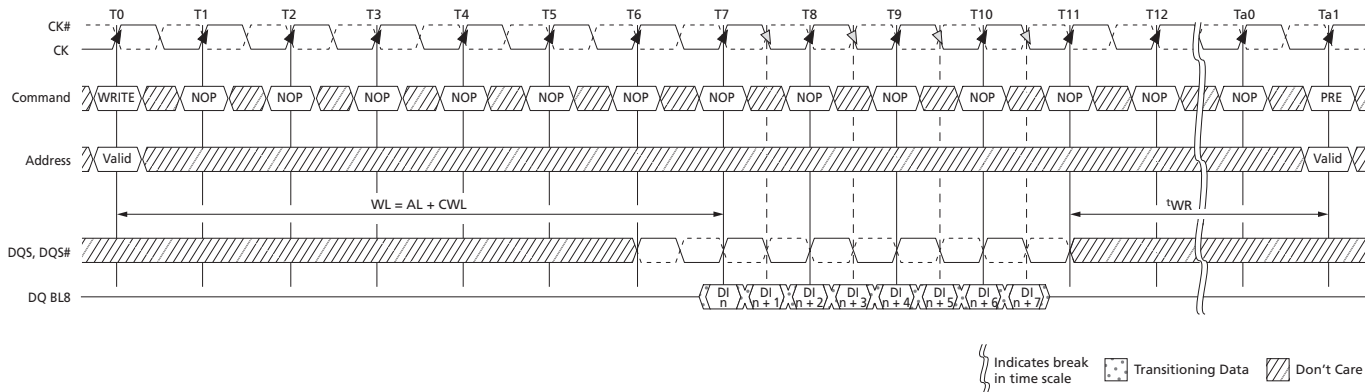 T0 T1 T2 T3 T4 T5 T6 T7 T8 T9 T10 T11 T12 Ta0 Ta1
CK#
CK
Command WRITE NOP NOP NOP NOP NOP NOP NOP NOP NOP NOP NOP NOP NOP PRE
Address Valid Valid
WL = AL + CWL tWR
DQS, DQS#
DQ BL8 DI n DI n + 1 DI n + 2 DI n + 3 DI n + 4 DI n + 5 DI n + 6 DI n + 7
Indicates break
in time scale
Transitioning Data
Don't Care